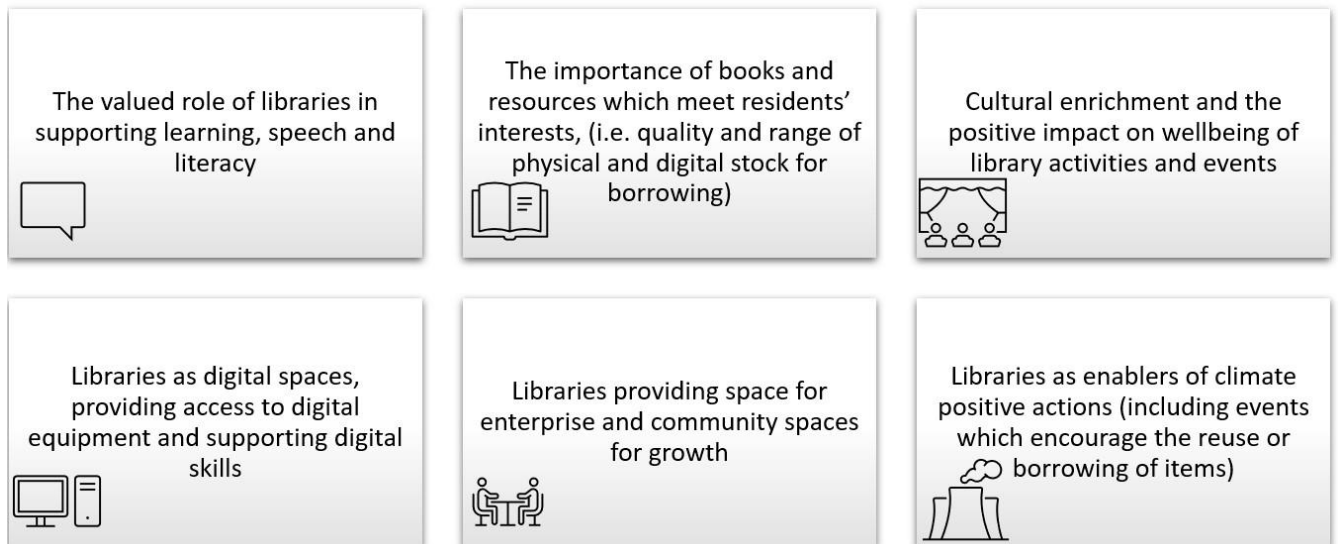 The valued role of libraries in
supporting learning, speech and
literacy
The importance of books and
resources which meet residents’
interests, (i.e. quality and range of
physical and digital stock for
borrowing)
Cultural enrichment and the
positive impact on wellbeing of
library activities and events
Libraries as digital spaces,
providing access to digital
equipment and supporting digital
skills
Libraries providing space for
enterprise and community spaces
for growth
Libraries as enablers of climate
positive actions (including events
which encourage the reuse or
borrowing of items)